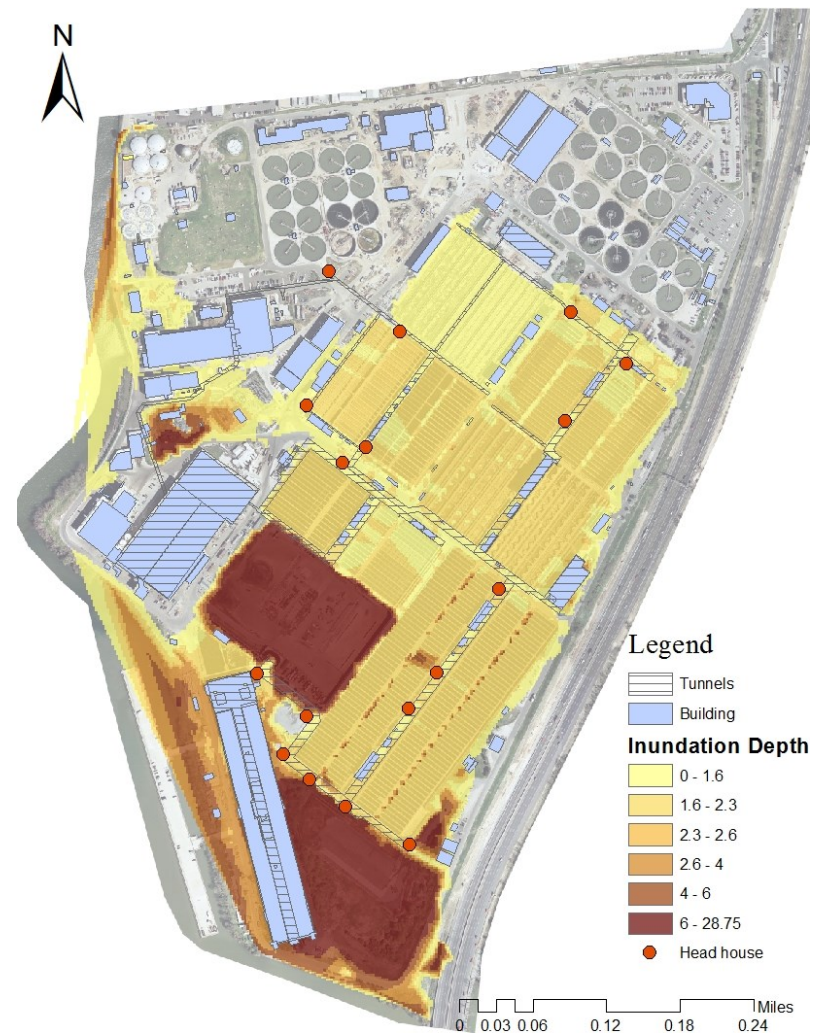 N
Legend
Tunnels
Building
Inundation Depth
0 - 1.6
1.6 - 2.3
2.3 - 2.6
2.6 - 4
4 - 6
6 - 28.75
Head house
Miles
0 0.03 0.06 0.12 0.18 0.24